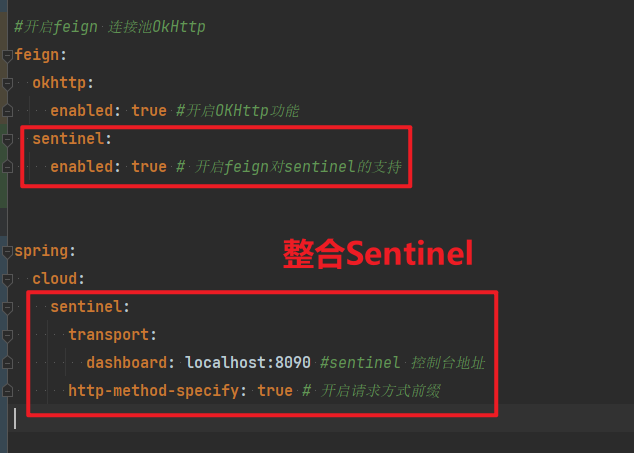 #开启feign 连接池OkHttp
feign:
  okhttp:
    enabled: true #开启OKHttp功能
  sentinel:
    enabled: true # 开启feign对sentinel的支持
spring:
整合Sentinel
  cloud:
    sentinel:
      transport:
        dashboard: localhost:8090 #sentinel 控制台地址
      http-method-specify: true # 开启请求方式前缀